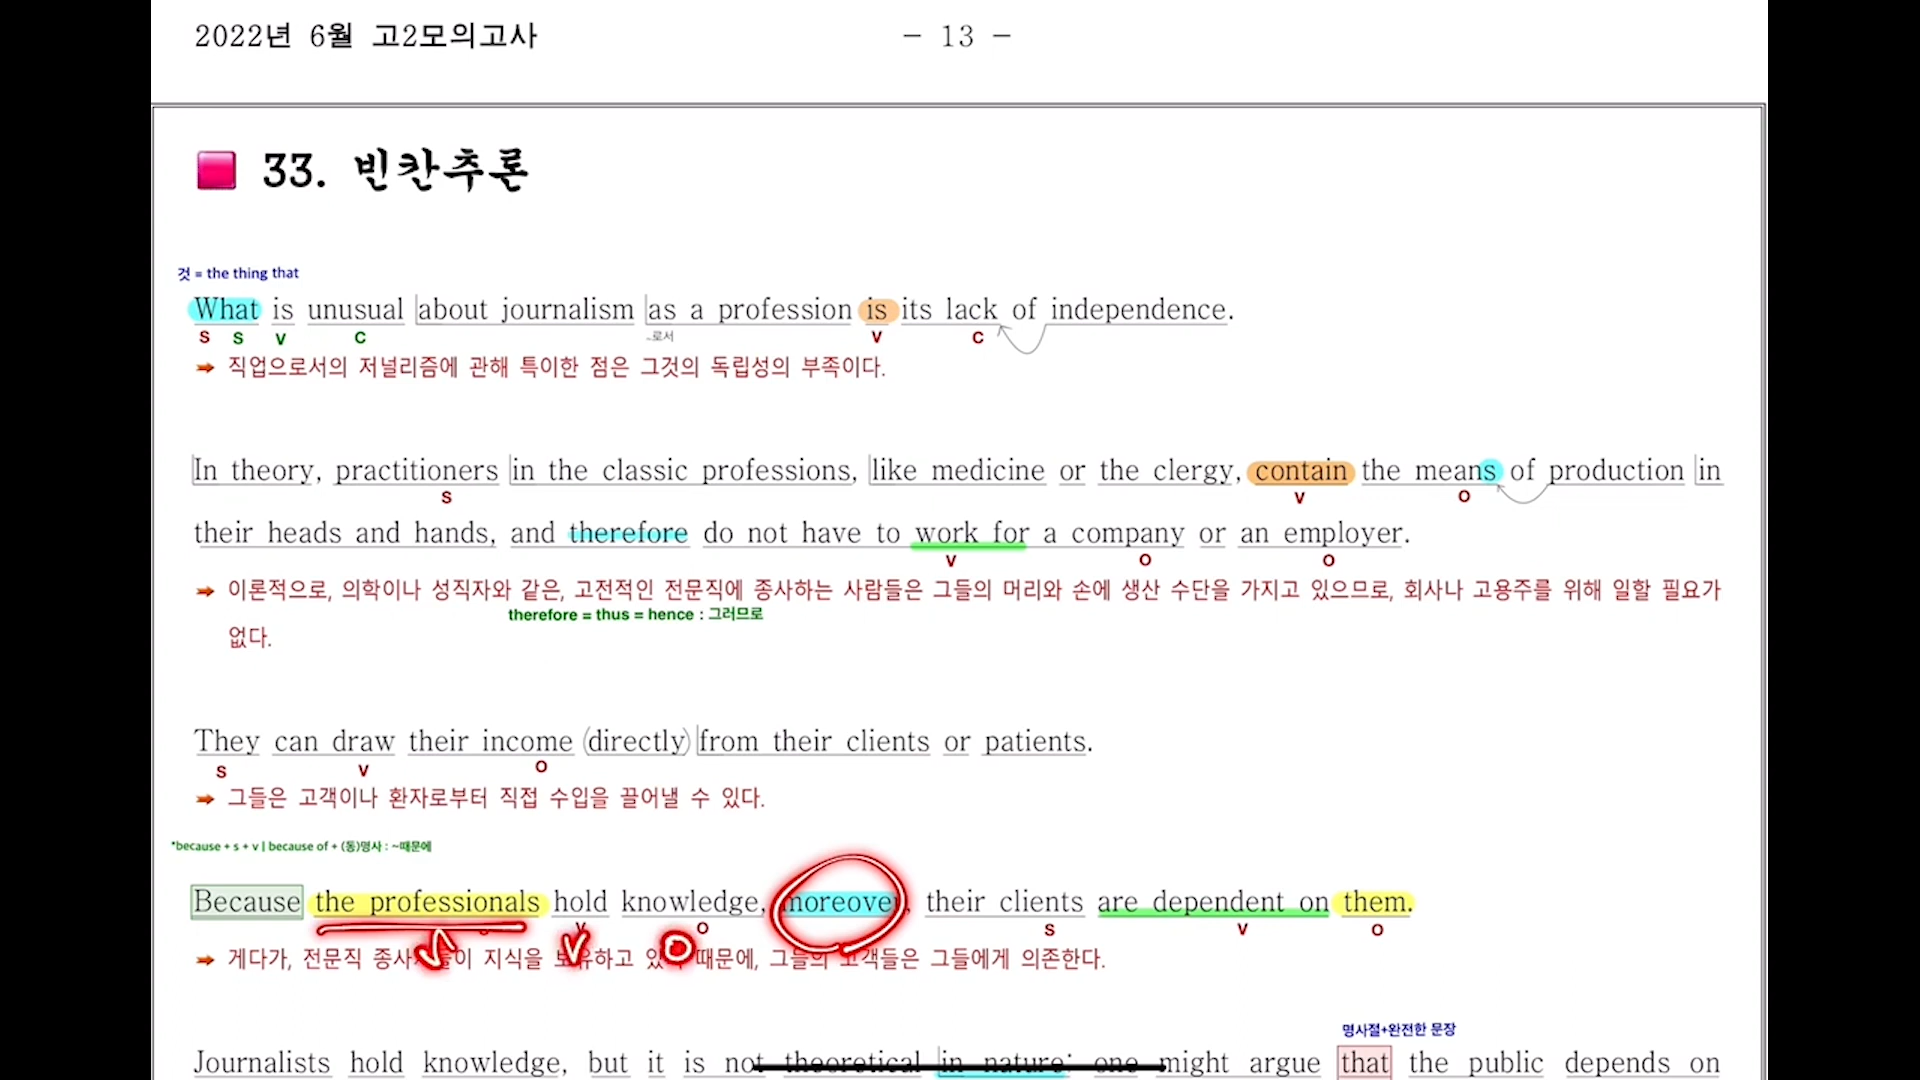 2022년 6월 고2모의고사 - 13 -
33. 빈칸추론
것 = the thing that
What is unusual about journalism as a profession is its lack of independence.
S S V C ~로서 V C
➡ 직업으로서의 저널리즘에 관해 특이한 점은 그것의 독립성의 부족이다.
In theory, practitioners in the classic professions, like medicine or the clergy, contain the means of production in
S V O
their heads and hands, and therefore do not have to work for a company or an employer.
V O O
➡ 이론적으로, 의학이나 성직자와 같은, 고전적인 전문직에 종사하는 사람들은 그들의 머리와 손에 생산 수단을 가지고 있으므로, 회사나 고용주를 위해 일할 필요가
therefore = thus = hence : 그러므로
없다.
They can draw their income (directly) from their clients or patients.
S V O
➡ 그들은 고객이나 환자로부터 직접 수입을 끌어낼 수 있다.
*because + s + v | because of + (동)명사 : ~때문에
Because the professionals hold knowledge, moreover, their clients are dependent on them.
S V O S V O
➡ 게다가, 전문직 지식을 때문에, 그들의 고객들은 그들에게 의존한다.
명사절+완전한 문장
Journalists hold knowledge, but it is not theoretical in nature; one might argue that the public depends on